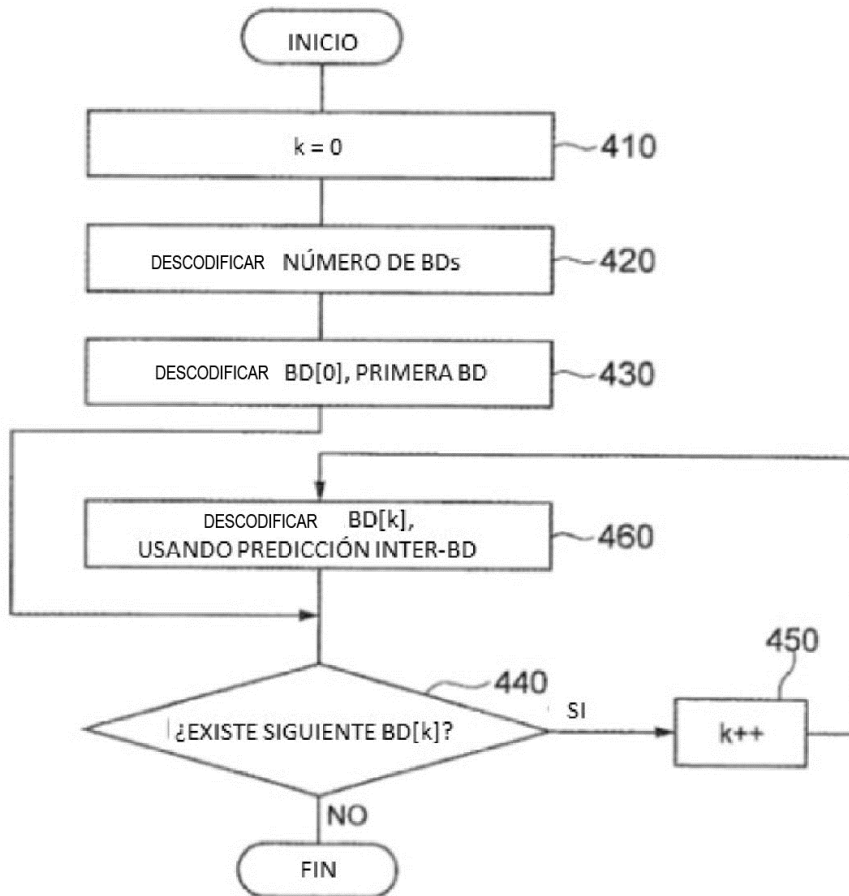 INICIO
k = 0
410
DESCODIFICAR NÚMERO DE BDs
420
DESCODIFICAR BD[0], PRIMERA BD
430
DESCODIFICAR BD[k],
USANDO PREDICCIÓN INTER-BD
460
440
¿EXISTE SIGUIENTE BD[k]?
SI
450
k++
NO
FIN